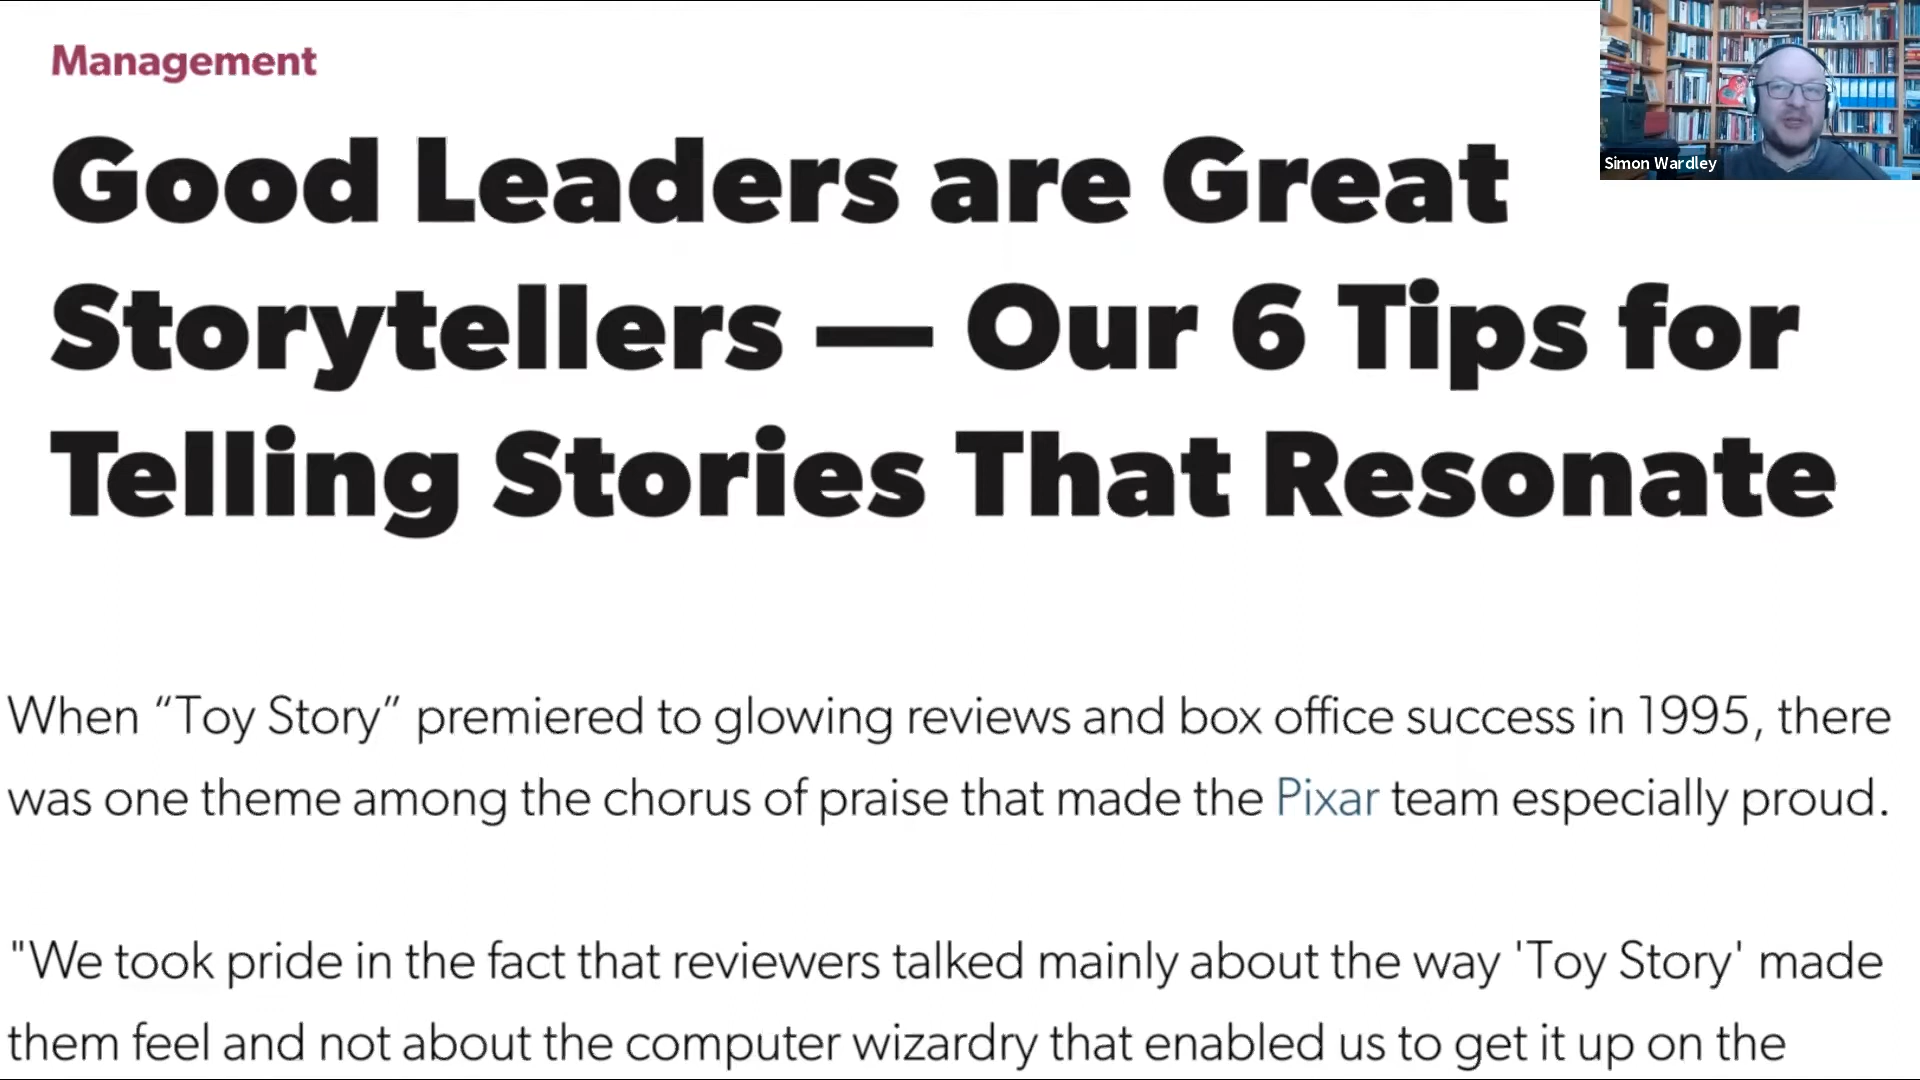 Management
Good Leaders are Great
Storytellers — Our 6 Tips for
Telling Stories That Resonate
Simon Wardley
When “Toy Story” premiered to glowing reviews and box office success in 1995, there
was one theme among the chorus of praise that made the Pixar team especially proud.
"We took pride in the fact that reviewers talked mainly about the way 'Toy Story' made
them feel and not about the computer wizardry that enabled us to get it up on the